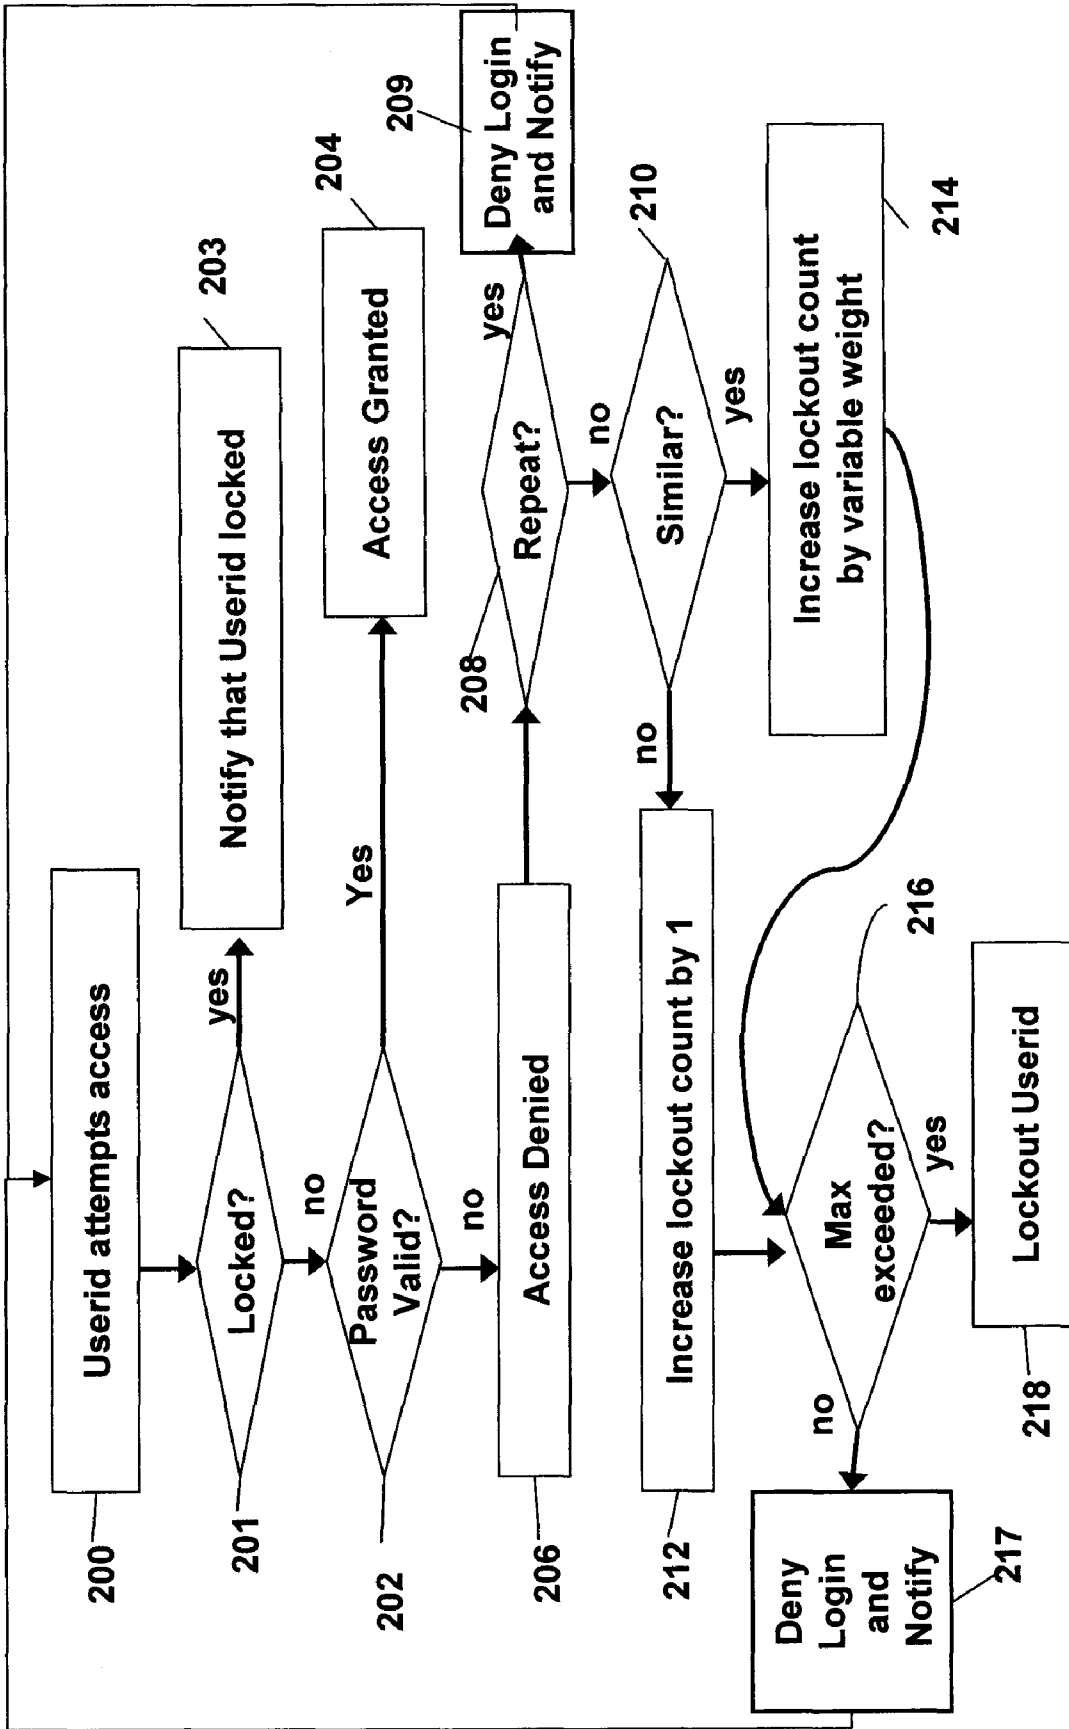 200
Userid attempts access
201
Locked?
yes
Notify that Userid locked
203
no
202
Password
Valid?
Yes
Access Granted
204
no
206
Access Denied
208
Repeat?
yes
Deny Login
and Notify
209
no
Similar?
210
no
yes
212
Increase lockout count by 1
Increase lockout count
by variable weight
214
Max
exceeded?
216
no
yes
Deny
Login
and
Notify
217
218
Lockout Userid